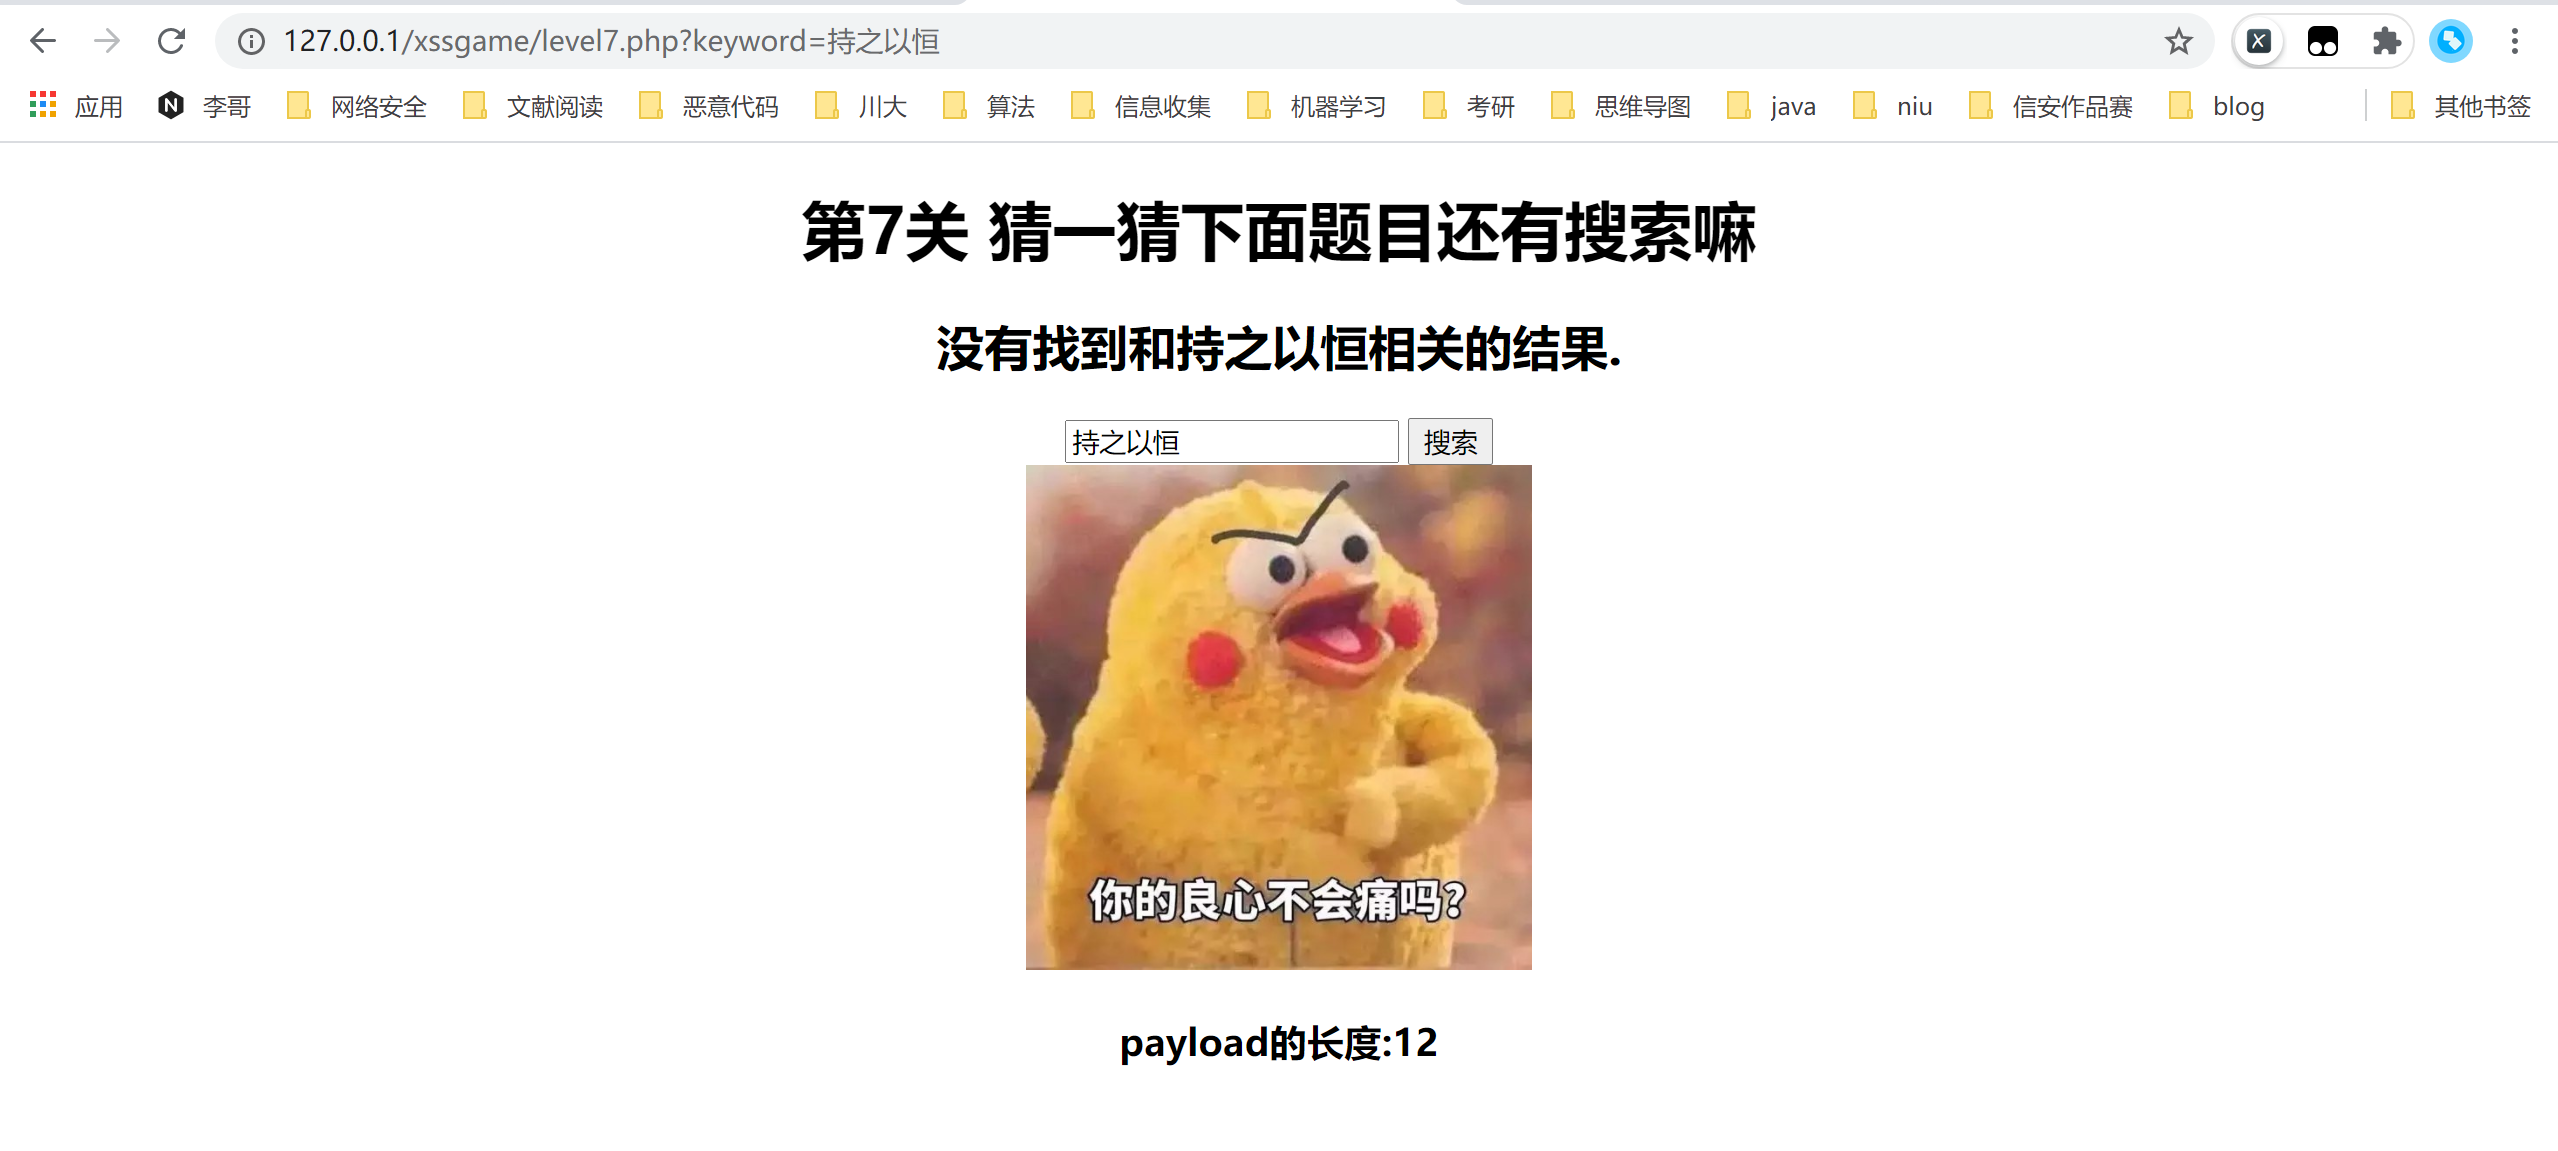 127.0.0.1/xssgame/level7.php?keyword=持之以恒
应用 李哥 网络安全 文献阅读 恶意代码 川大 算法 信息收集 机器学习 考研 思维导图 java niu 信安作品赛 blog 其他书签
第7关 猜一猜下面题目还有搜索嘛
没有找到和持之以恒相关的结果.
持之以恒 搜索
你的良心不会痛吗?
payload的长度:12